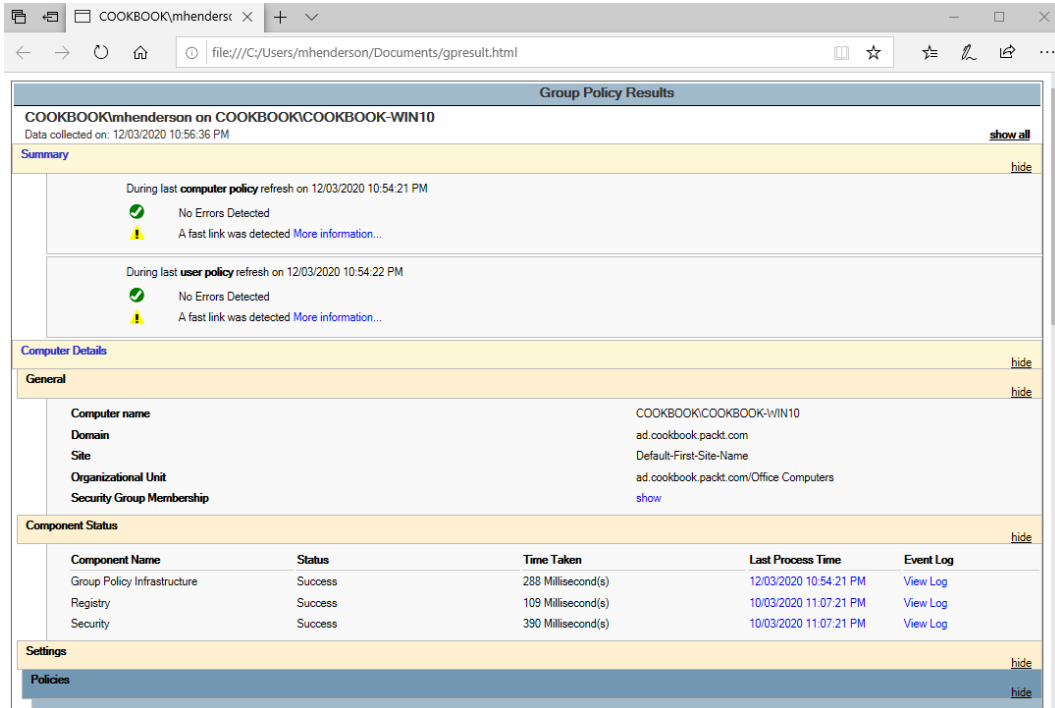 COOKBOOK\mhendersc
file:///C:/Users/mhenderson/Documents/gpresult.html
Group Policy Results
COOKBOOK\mhenderson on COOKBOOK\COOKBOOK-WIN10
Data collected on: 12/03/2020 10:56:36 PM show all
Summary
hide
During last computer policy refresh on 12/03/2020 10:54:21 PM
No Errors Detected
A fast link was detected More information...
During last user policy refresh on 12/03/2020 10:54:22 PM
No Errors Detected
A fast link was detected More information...
Computer Details
hide
General
hide
Computer name COOKBOOK\COOKBOOK-WIN10
Domain ad.cookbook.packt.com
Site Default-First-Site-Name
Organizational Unit ad.cookbook.packt.com/Office Computers
Security Group Membership show
Component Status
hide
Component Name Status Time Taken Last Process Time Event Log
Group Policy Infrastructure Success 288 Millisecond(s) 12/03/2020 10:54:21 PM View Log
Registry Success 109 Millisecond(s) 10/03/2020 11:07:21 PM View Log
Security Success 390 Millisecond(s) 10/03/2020 11:07:21 PM View Log
Settings
hide
Policies
hide